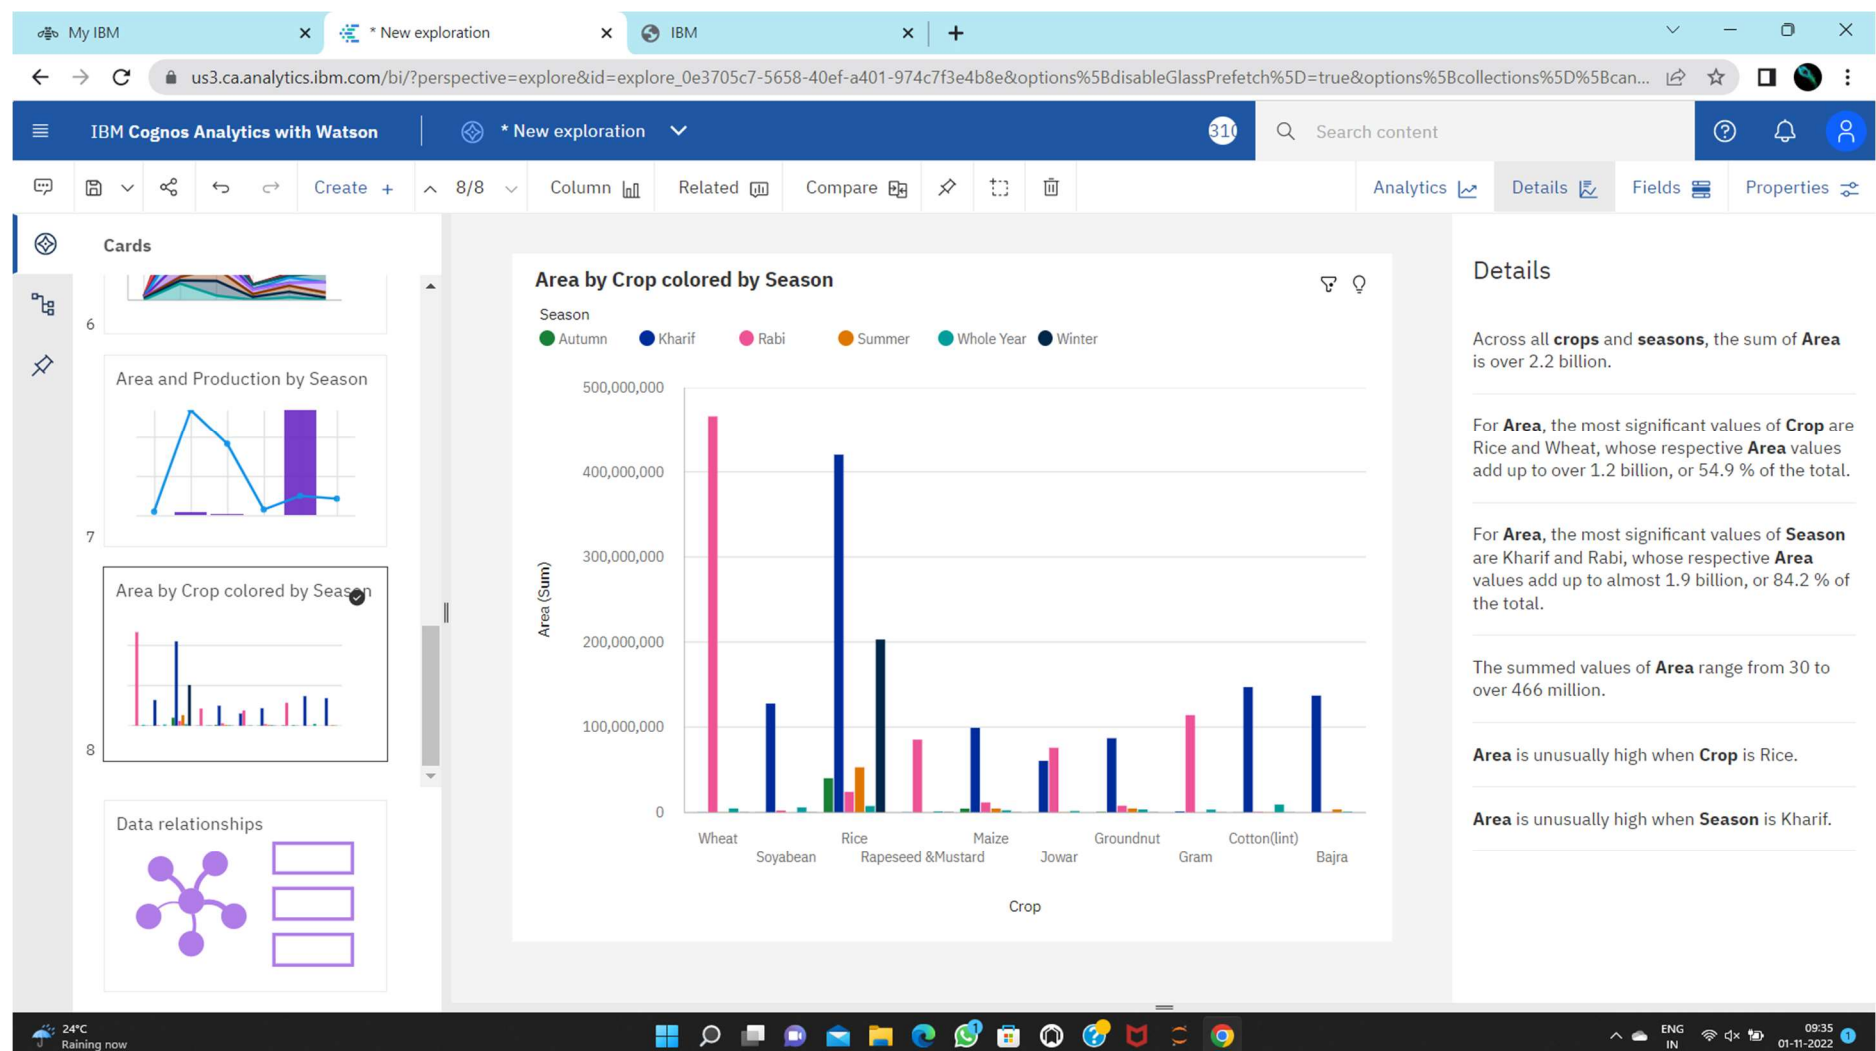 My IBM
* New exploration
IBM
us3.ca.analytics.ibm.com/bi/?perspective=explore&id=explore_0e3705c7-5658-40ef-a401-974c7f3e4b8e&options%5BdisableGlassPrefetch%5D=true&options%5Bcollections%5D%5Bcan...
IBM Cognos Analytics with Watson
* New exploration
310
Search content
Create +
8/8
Column
Related
Compare
Analytics
Details
Fields
Properties
Cards
6
Area and Production by Season
7
Area by Crop colored by Season
8
Data relationships
Area by Crop colored by Season
Season
Autumn Kharif Rabi Summer Whole Year Winter
500,000,000
400,000,000
300,000,000
200,000,000
100,000,000
0
Area (Sum)
Wheat Rice Maize Groundnut Cotton(lint)
Soyabean Rapeseed &Mustard Jowar Gram Bajra
Crop
Details
Across all crops and seasons, the sum of Area
is over 2.2 billion.
For Area, the most significant values of Crop are
Rice and Wheat, whose respective Area values
add up to over 1.2 billion, or 54.9 % of the total.
For Area, the most significant values of Season
are Kharif and Rabi, whose respective Area
values add up to almost 1.9 billion, or 84.2 % of
the total.
The summed values of Area range from 30 to
over 466 million.
Area is unusually high when Crop is Rice.
Area is unusually high when Season is Kharif.
24°C
Raining now
1
ENG
IN
09:35
01-11-2022
1